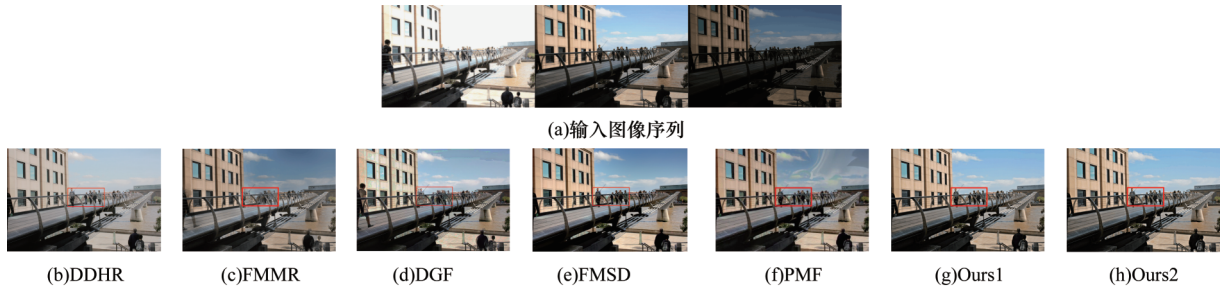 (a)输入图像序列
(b)DDHR (c)FMMR (d)DGF (e)FMSD (f)PMF (g)Ours1 (h)Ours2